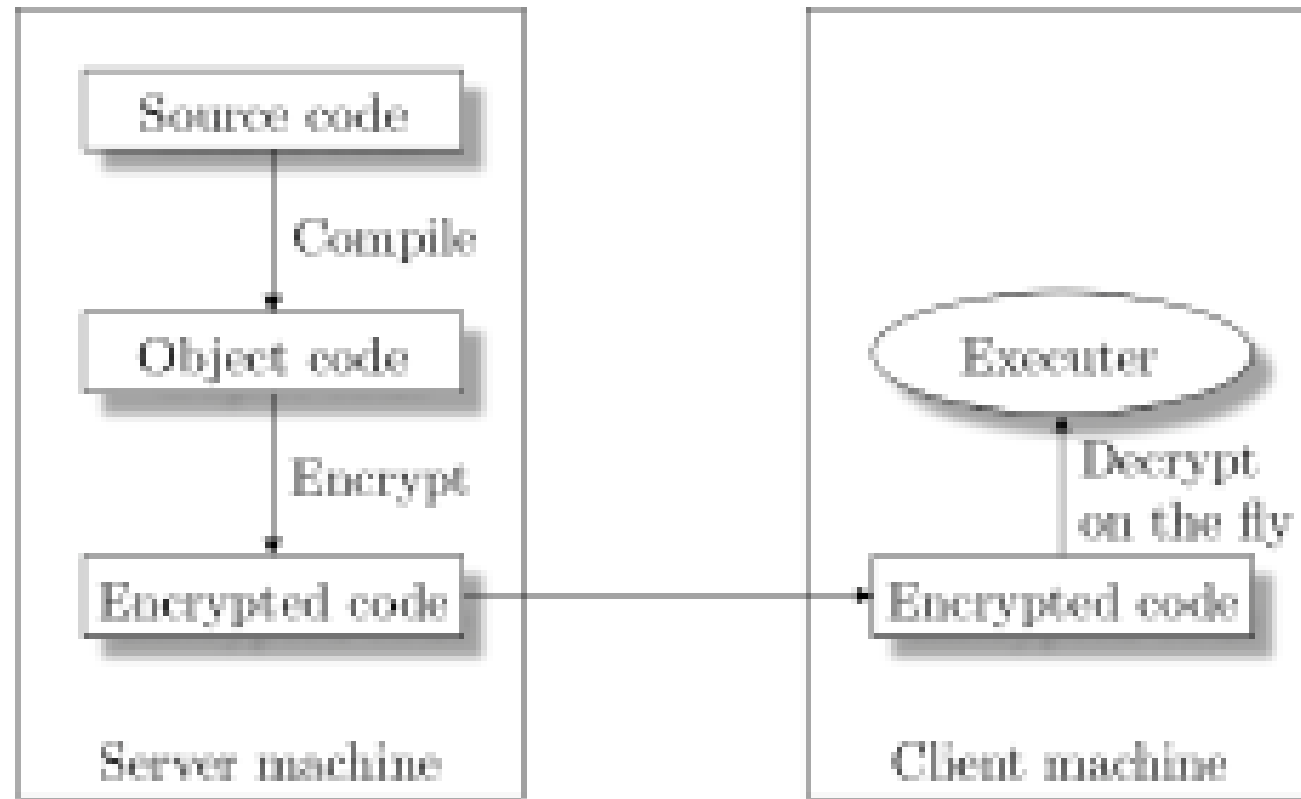 Source code
Compile
Object code
Encrypt
Encrypted code
Server machine
Executer
Decrypt
on the fly
Encrypted code
Client machine